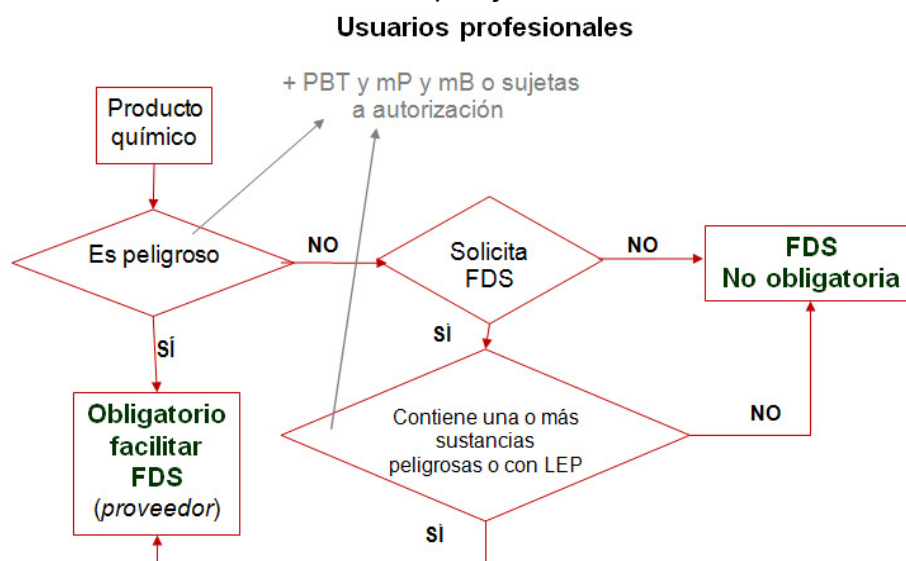 Usuarios profesionales
+ PBT y mP y mB o sujetas
a autorización
Producto
químico
Es peligroso
NO
Solicita
FDS
NO
FDS
No obligatoria
SÍ
SÍ
Obligatorio
facilitar
FDS
(proveedor)
Contiene una o más
sustancias
peligrosas o con LEP
NO
SÍ